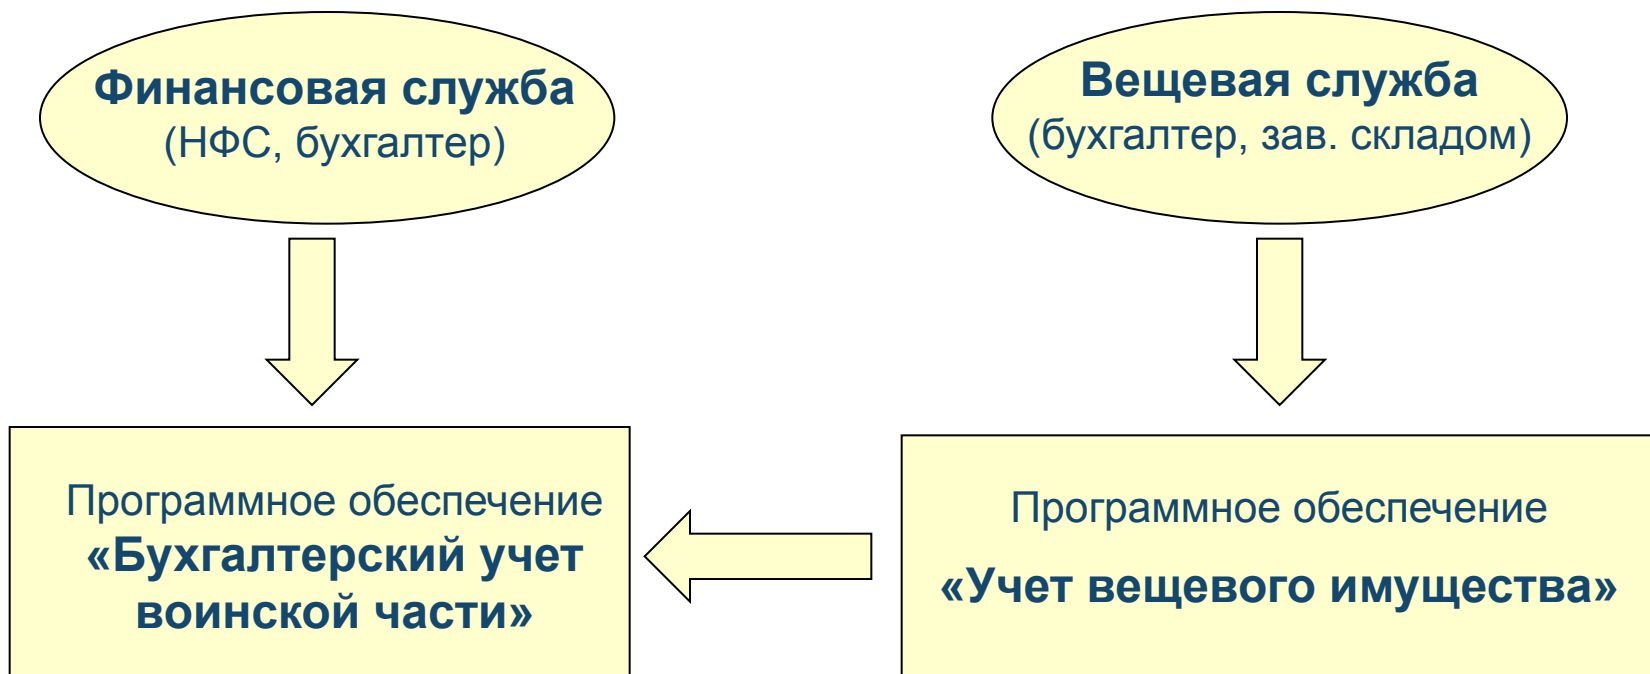 Финансовая служба
(НФС, бухгалтер)
Вещевая служба
(бухгалтер, зав. складом)
Программное обеспечение
«Бухгалтерский учет
воинской части»
Программное обеспечение
«Учет вещевого имущества»